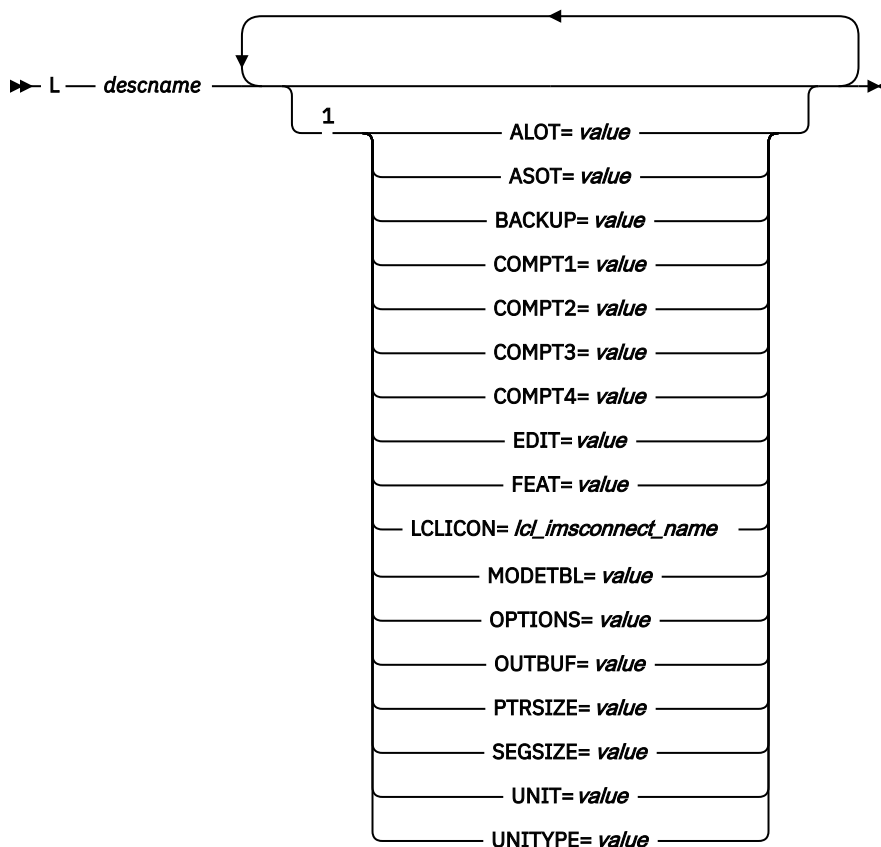 L descname
1
ALOT= value
ASOT= value
BACKUP= value
COMPT1= value
COMPT2= value
COMPT3= value
COMPT4= value
EDIT= value
FEAT= value
LCLICON= lcl_imsconnect_name
MODETBL= value
OPTIONS= value
OUTBUF= value
PTRSIZE= value
SEGSIZE= value
UNIT= value
UNITYPE= value